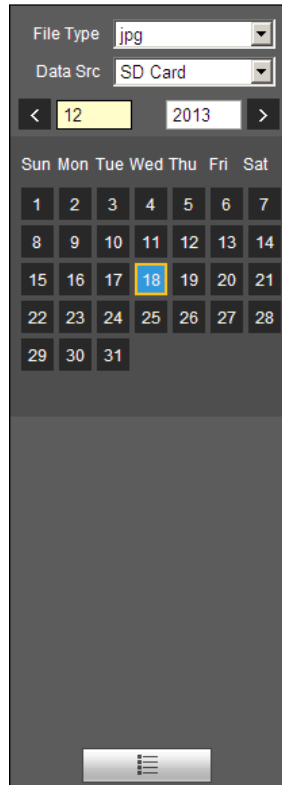 File Type jpg
Data Src SD Card
< 12 2013 >
Sun Mon Tue Wed Thu Fri Sat
1 2 3 4 5 6 7
8 9 10 11 12 13 14
15 16 17 18 19 20 21
22 23 24 25 26 27 28
29 30 31